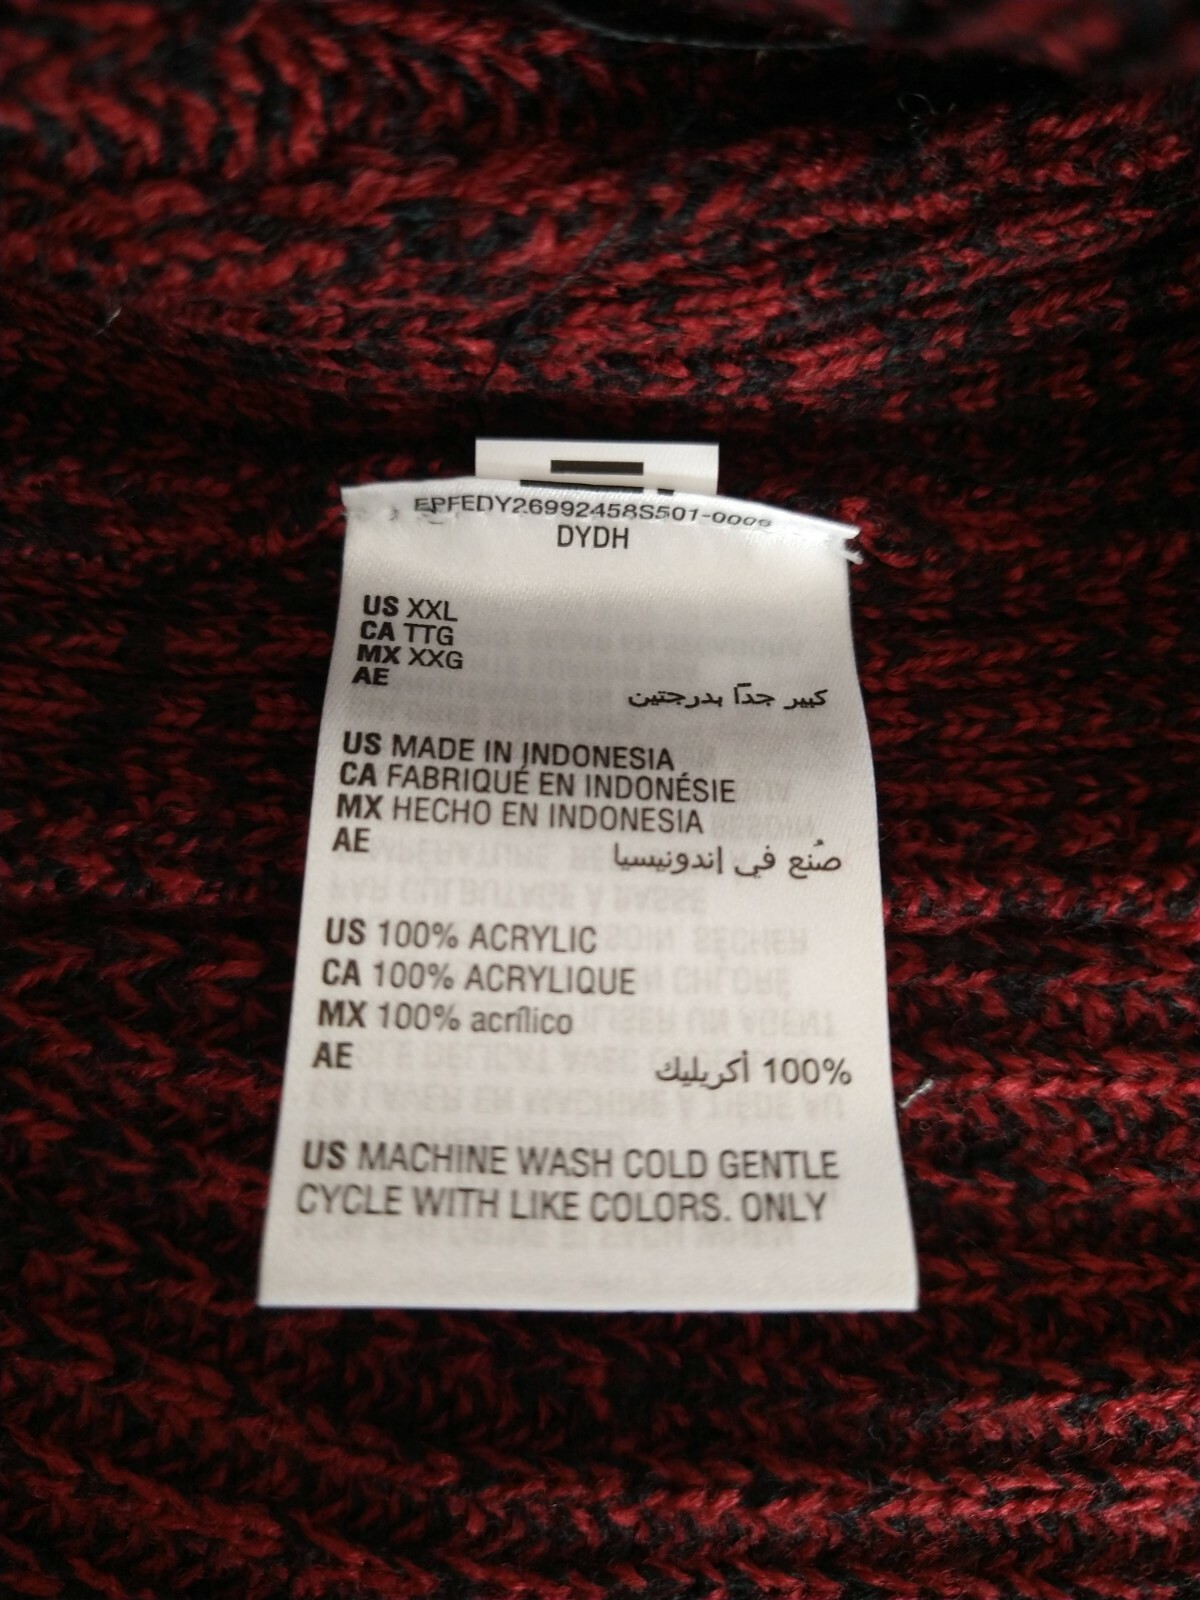 EPFEDY26992458S501-0006
DYDH
US XXL
CA TTG
MX XXG
AE
كبير جدًا بدرجتين
US MADE IN INDONESIA
CA FABRIQUÉ EN INDONÉSIE
MX HECHO EN INDONESIA
AE
صُنع في إندونيسيا
US 100% ACRYLIC
CA 100% ACRYLIQUE
MX 100% acrílico
AE
100% أكريليك
US MACHINE WASH COLD GENTLE
CYCLE WITH LIKE COLORS. ONLY